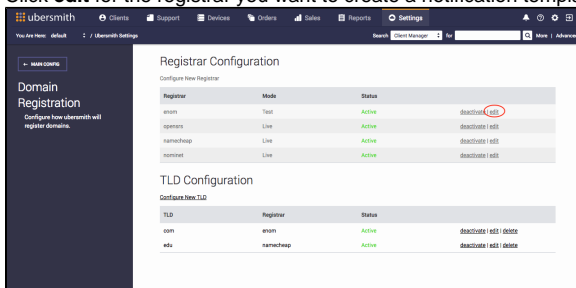 Click edit for the registrar you want to create a notification templ
ubersmith Clients Support Devices Orders Sales Reports Settings
You Are Here: default / Ubersmith Settings Search Client Manager for More | Advance
← MAIN CONFIG
Domain Registration
Configure how ubersmith will register domains.
Registrar Configuration
Configure New Registrar
Registrar Mode Status
enom Test Active deactivate | edit
opensrs Live Active deactivate | edit
namecheap Live Active deactivate | edit
nominet Live Active deactivate | edit
TLD Configuration
Configure New TLD
TLD Registrar Status
com enom Active deactivate | edit | delete
edu namecheap Active deactivate | edit | delete